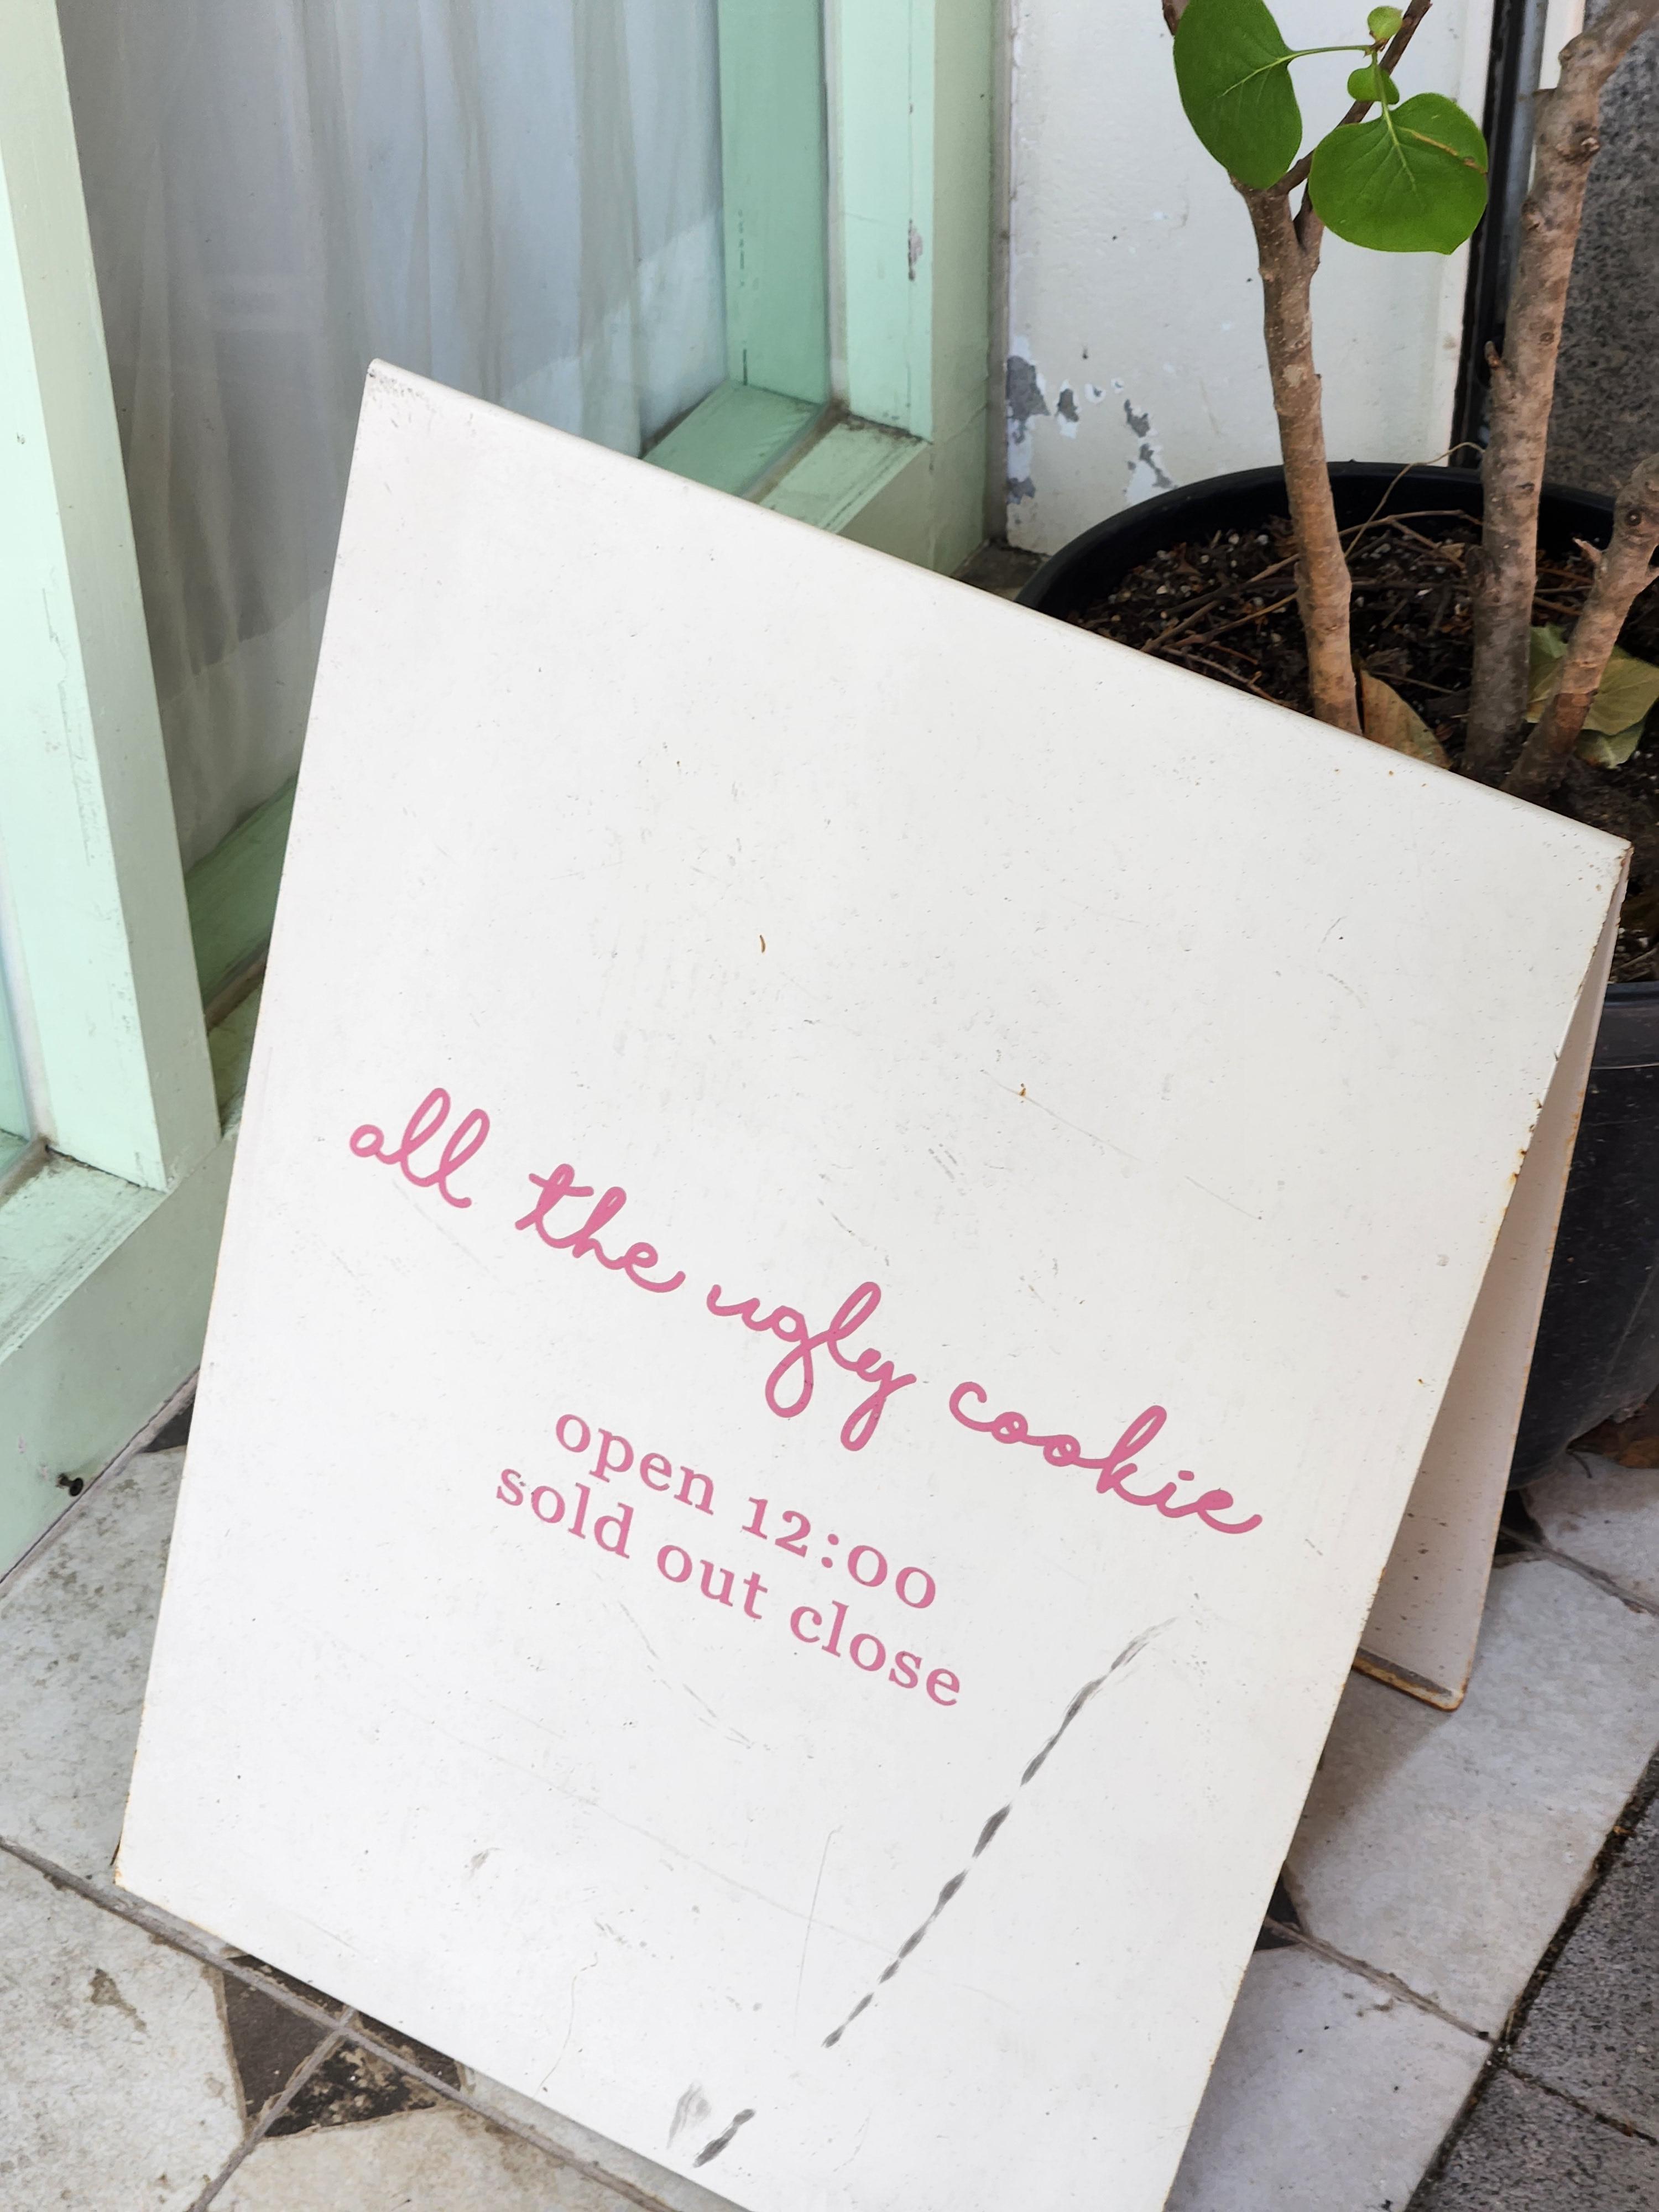 all the ugly cookie
open 12:00
sold out close